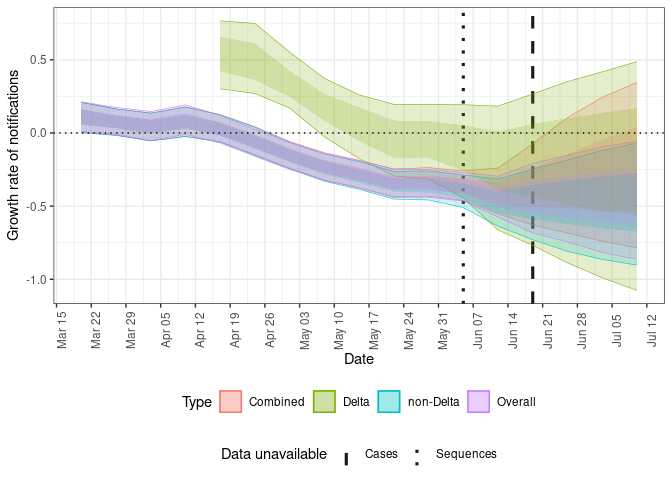 Growth rate of notifications
0.5
0.0
-0.5
-1.0
Mar 15
Mar 22
Mar 29
Apr 05
Apr 12
Apr 19
Apr 26
May 03
May 10
May 17
May 24
May 31
Jun 07
Jun 14
Jun 21
Jun 28
Jul 05
Jul 12
Date
Type Combined Delta non-Delta Overall
Data unavailable Cases Sequences